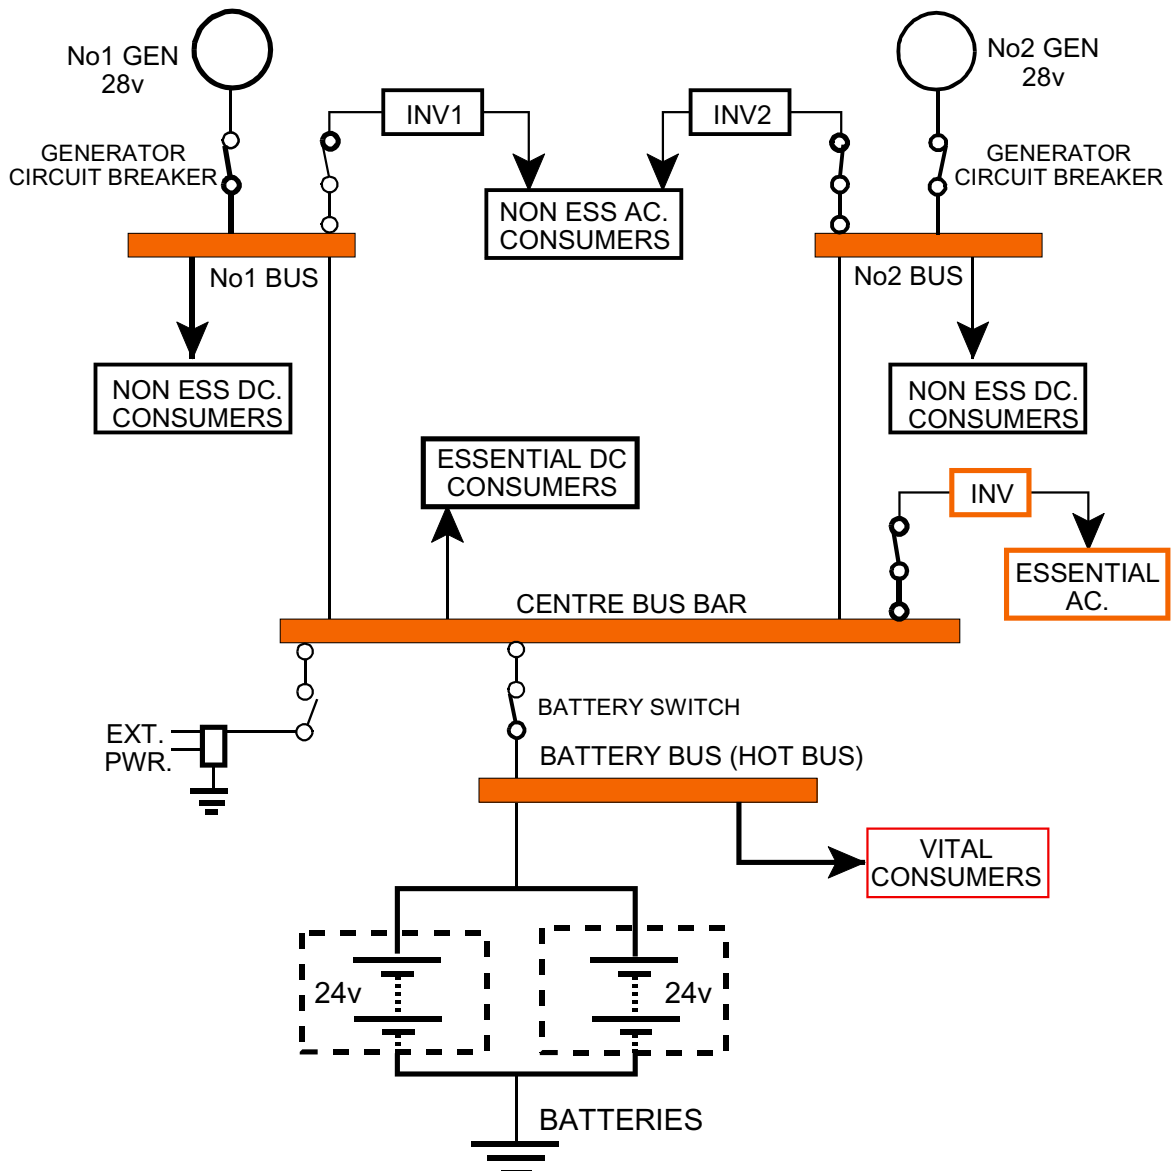 No1 GEN
28v
No2 GEN
28v
INV1
INV2
GENERATOR
CIRCUIT BREAKER
GENERATOR
CIRCUIT BREAKER
NON ESS AC.
CONSUMERS
No1 BUS
No2 BUS
NON ESS DC.
CONSUMERS
NON ESS DC.
CONSUMERS
ESSENTIAL DC
CONSUMERS
INV
ESSENTIAL
AC.
CENTRE BUS BAR
BATTERY SWITCH
EXT.
PWR.
BATTERY BUS (HOT BUS)
VITAL
CONSUMERS
24v
24v
BATTERIES